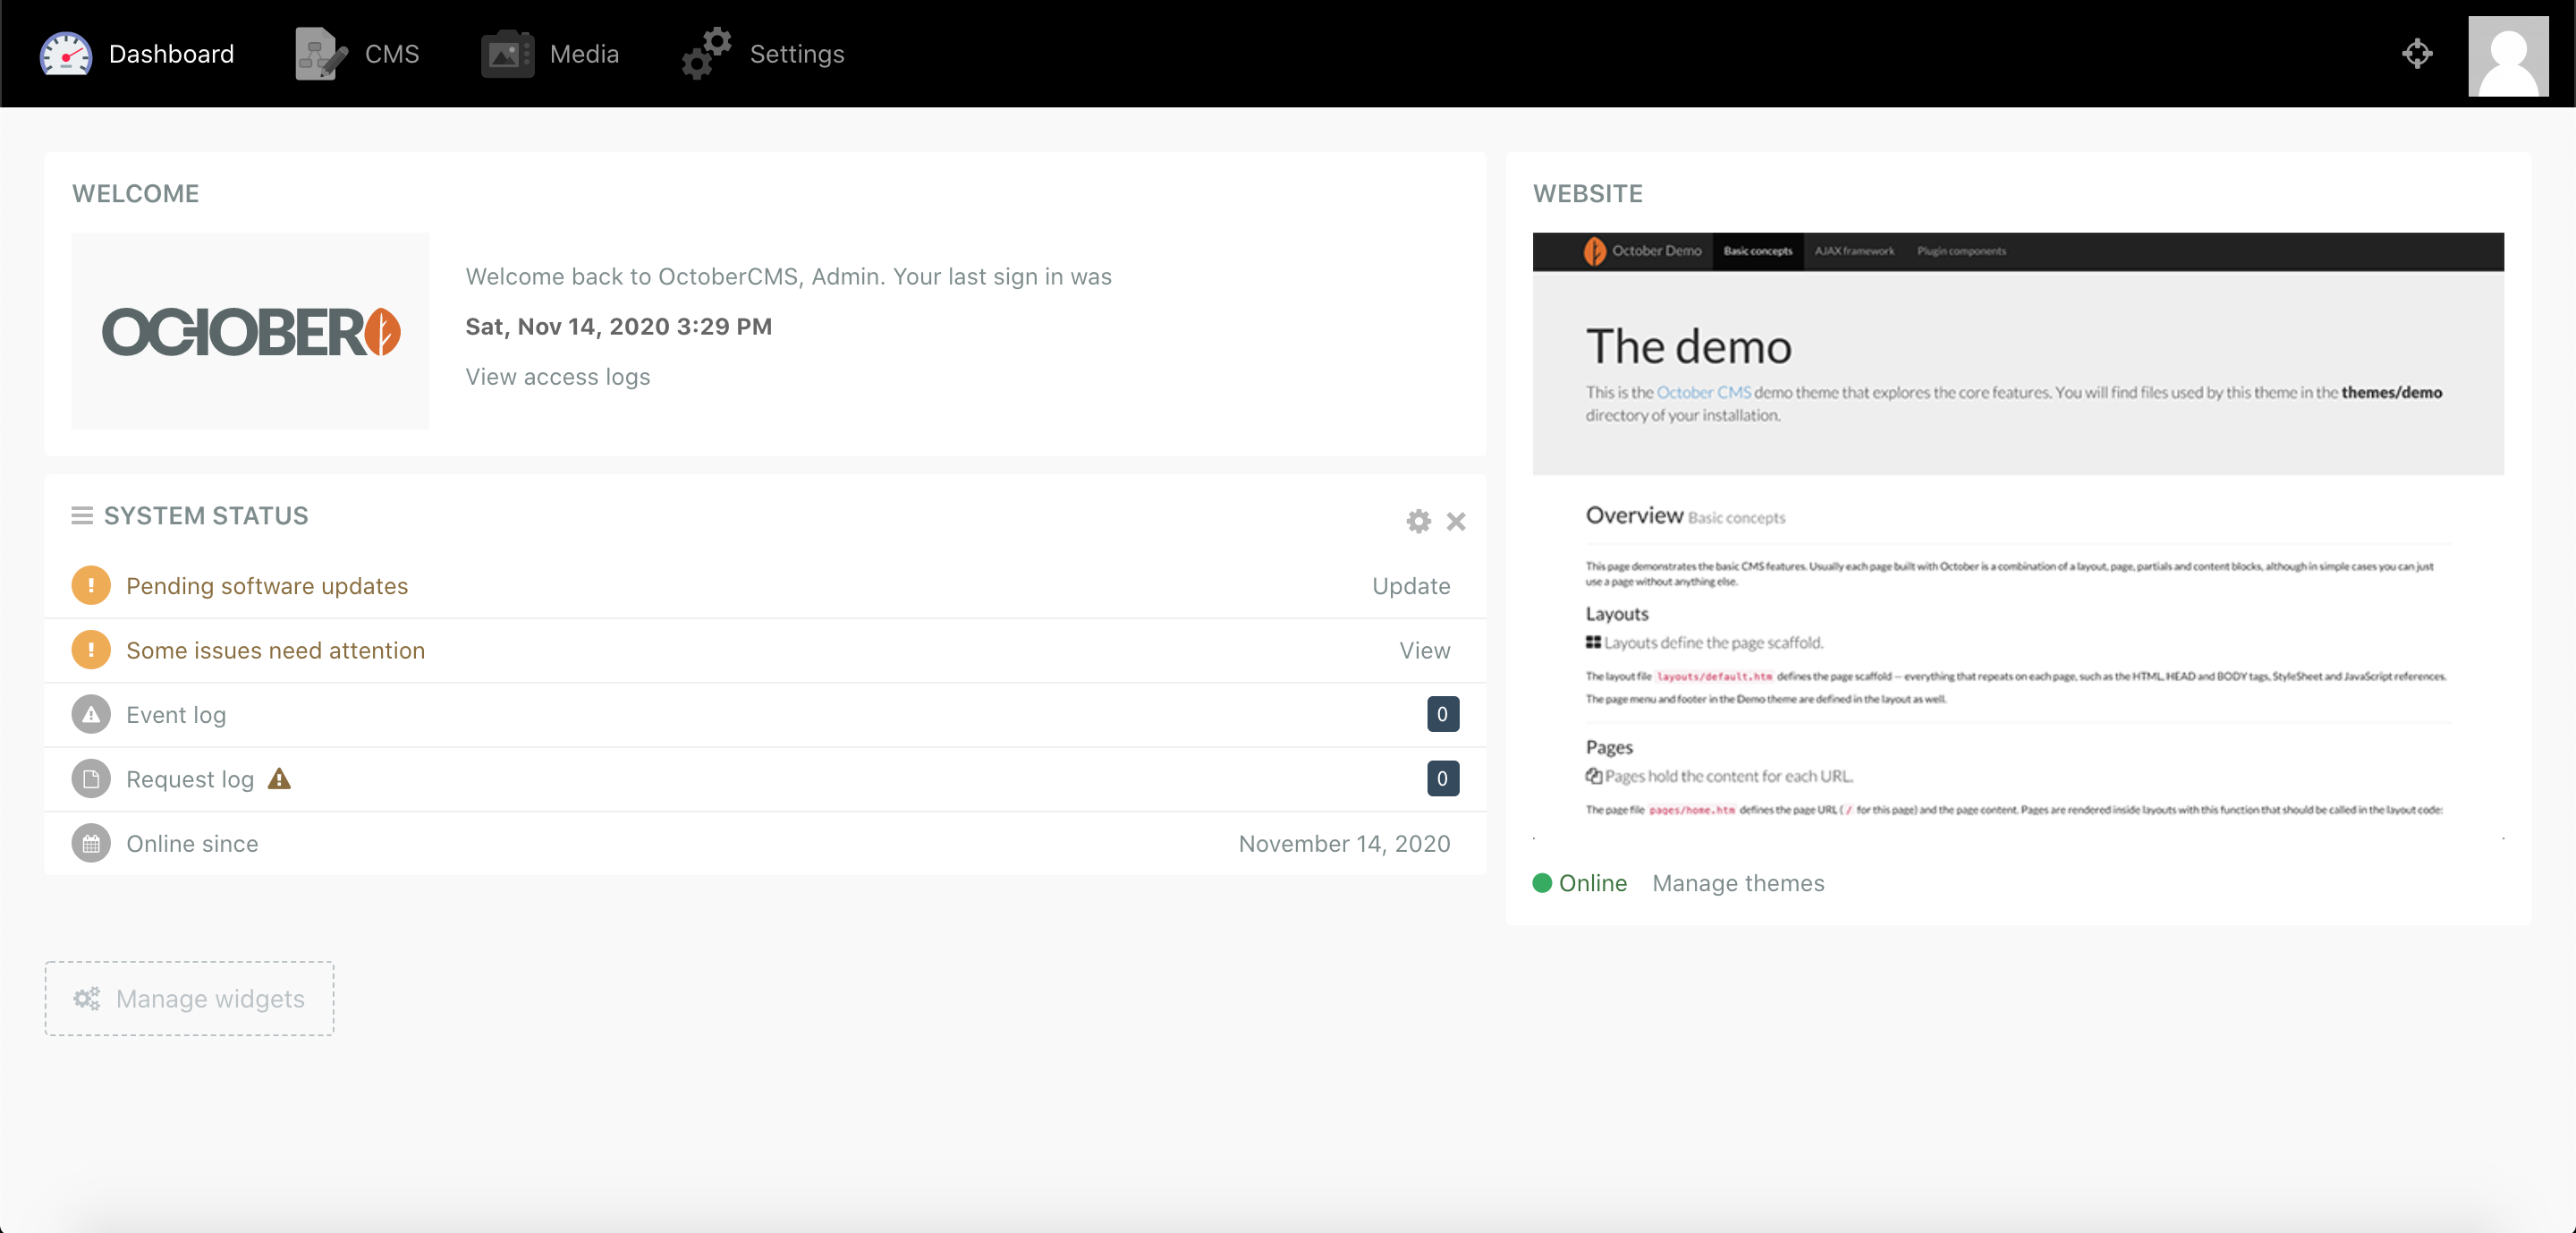 Dashboard CMS Media Settings
WELCOME
OCTOBER
Welcome back to OctoberCMS, Admin. Your last sign in was
Sat, Nov 14, 2020 3:29 PM
View access logs
SYSTEM STATUS
Pending software updates Update
Some issues need attention View
Event log 0
Request log 0
Online since November 14, 2020
Manage widgets
WEBSITE
October Demo Basic concepts AJAX framework Plugin components
The demo
This is the October CMS demo theme that explores the core features. You will find files used by this theme in the themes/demo
directory of your installation.
Overview Basic concepts
This page demonstrates the basic CMS features. Usually each page built with October is a combination of a layout, page, partials and content blocks, although in simple cases you can just
use a page without anything else.
Layouts
Layouts define the page scaffold.
The layout file layouts/default.htm defines the page scaffold — everything that repeats on each page, such as the HTML, HEAD and BODY tags, StyleSheet and JavaScript references.
The page menu and footer in the Demo theme are defined in the layout as well.
Pages
Pages hold the content for each URL.
The page file pages/home.htm defines the page URL ( / for this page) and the page content. Pages are rendered inside layouts with this function that should be called in the layout code:
Online Manage themes